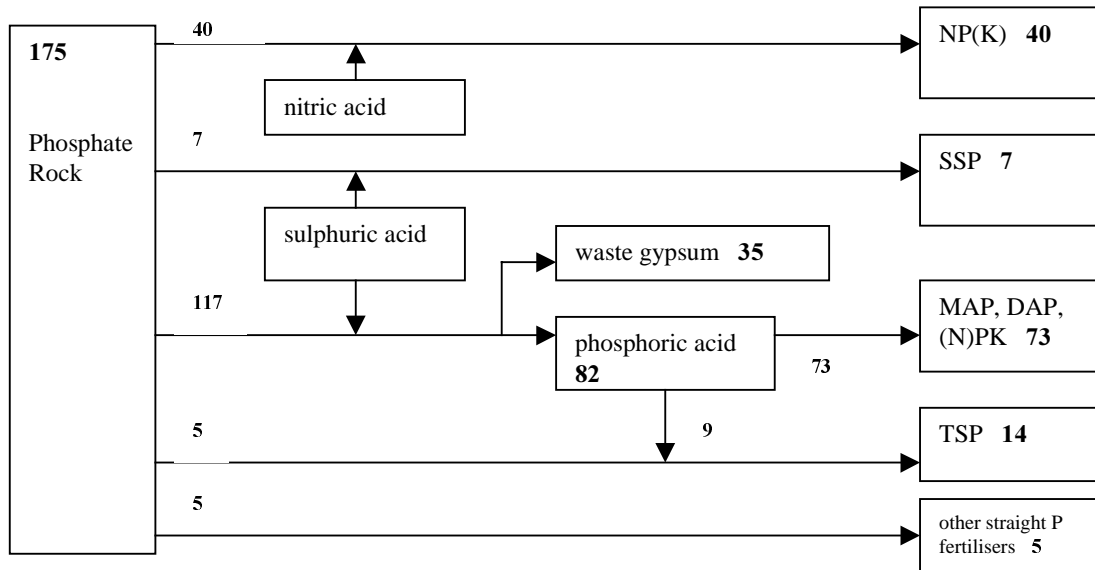 175
Phosphate
Rock
40
nitric acid
NP(K) 40
7
sulphuric acid
SSP 7
waste gypsum 35
117
phosphoric acid
82
73
MAP, DAP,
(N)PK 73
5
9
TSP 14
5
other straight P
fertilisers 5